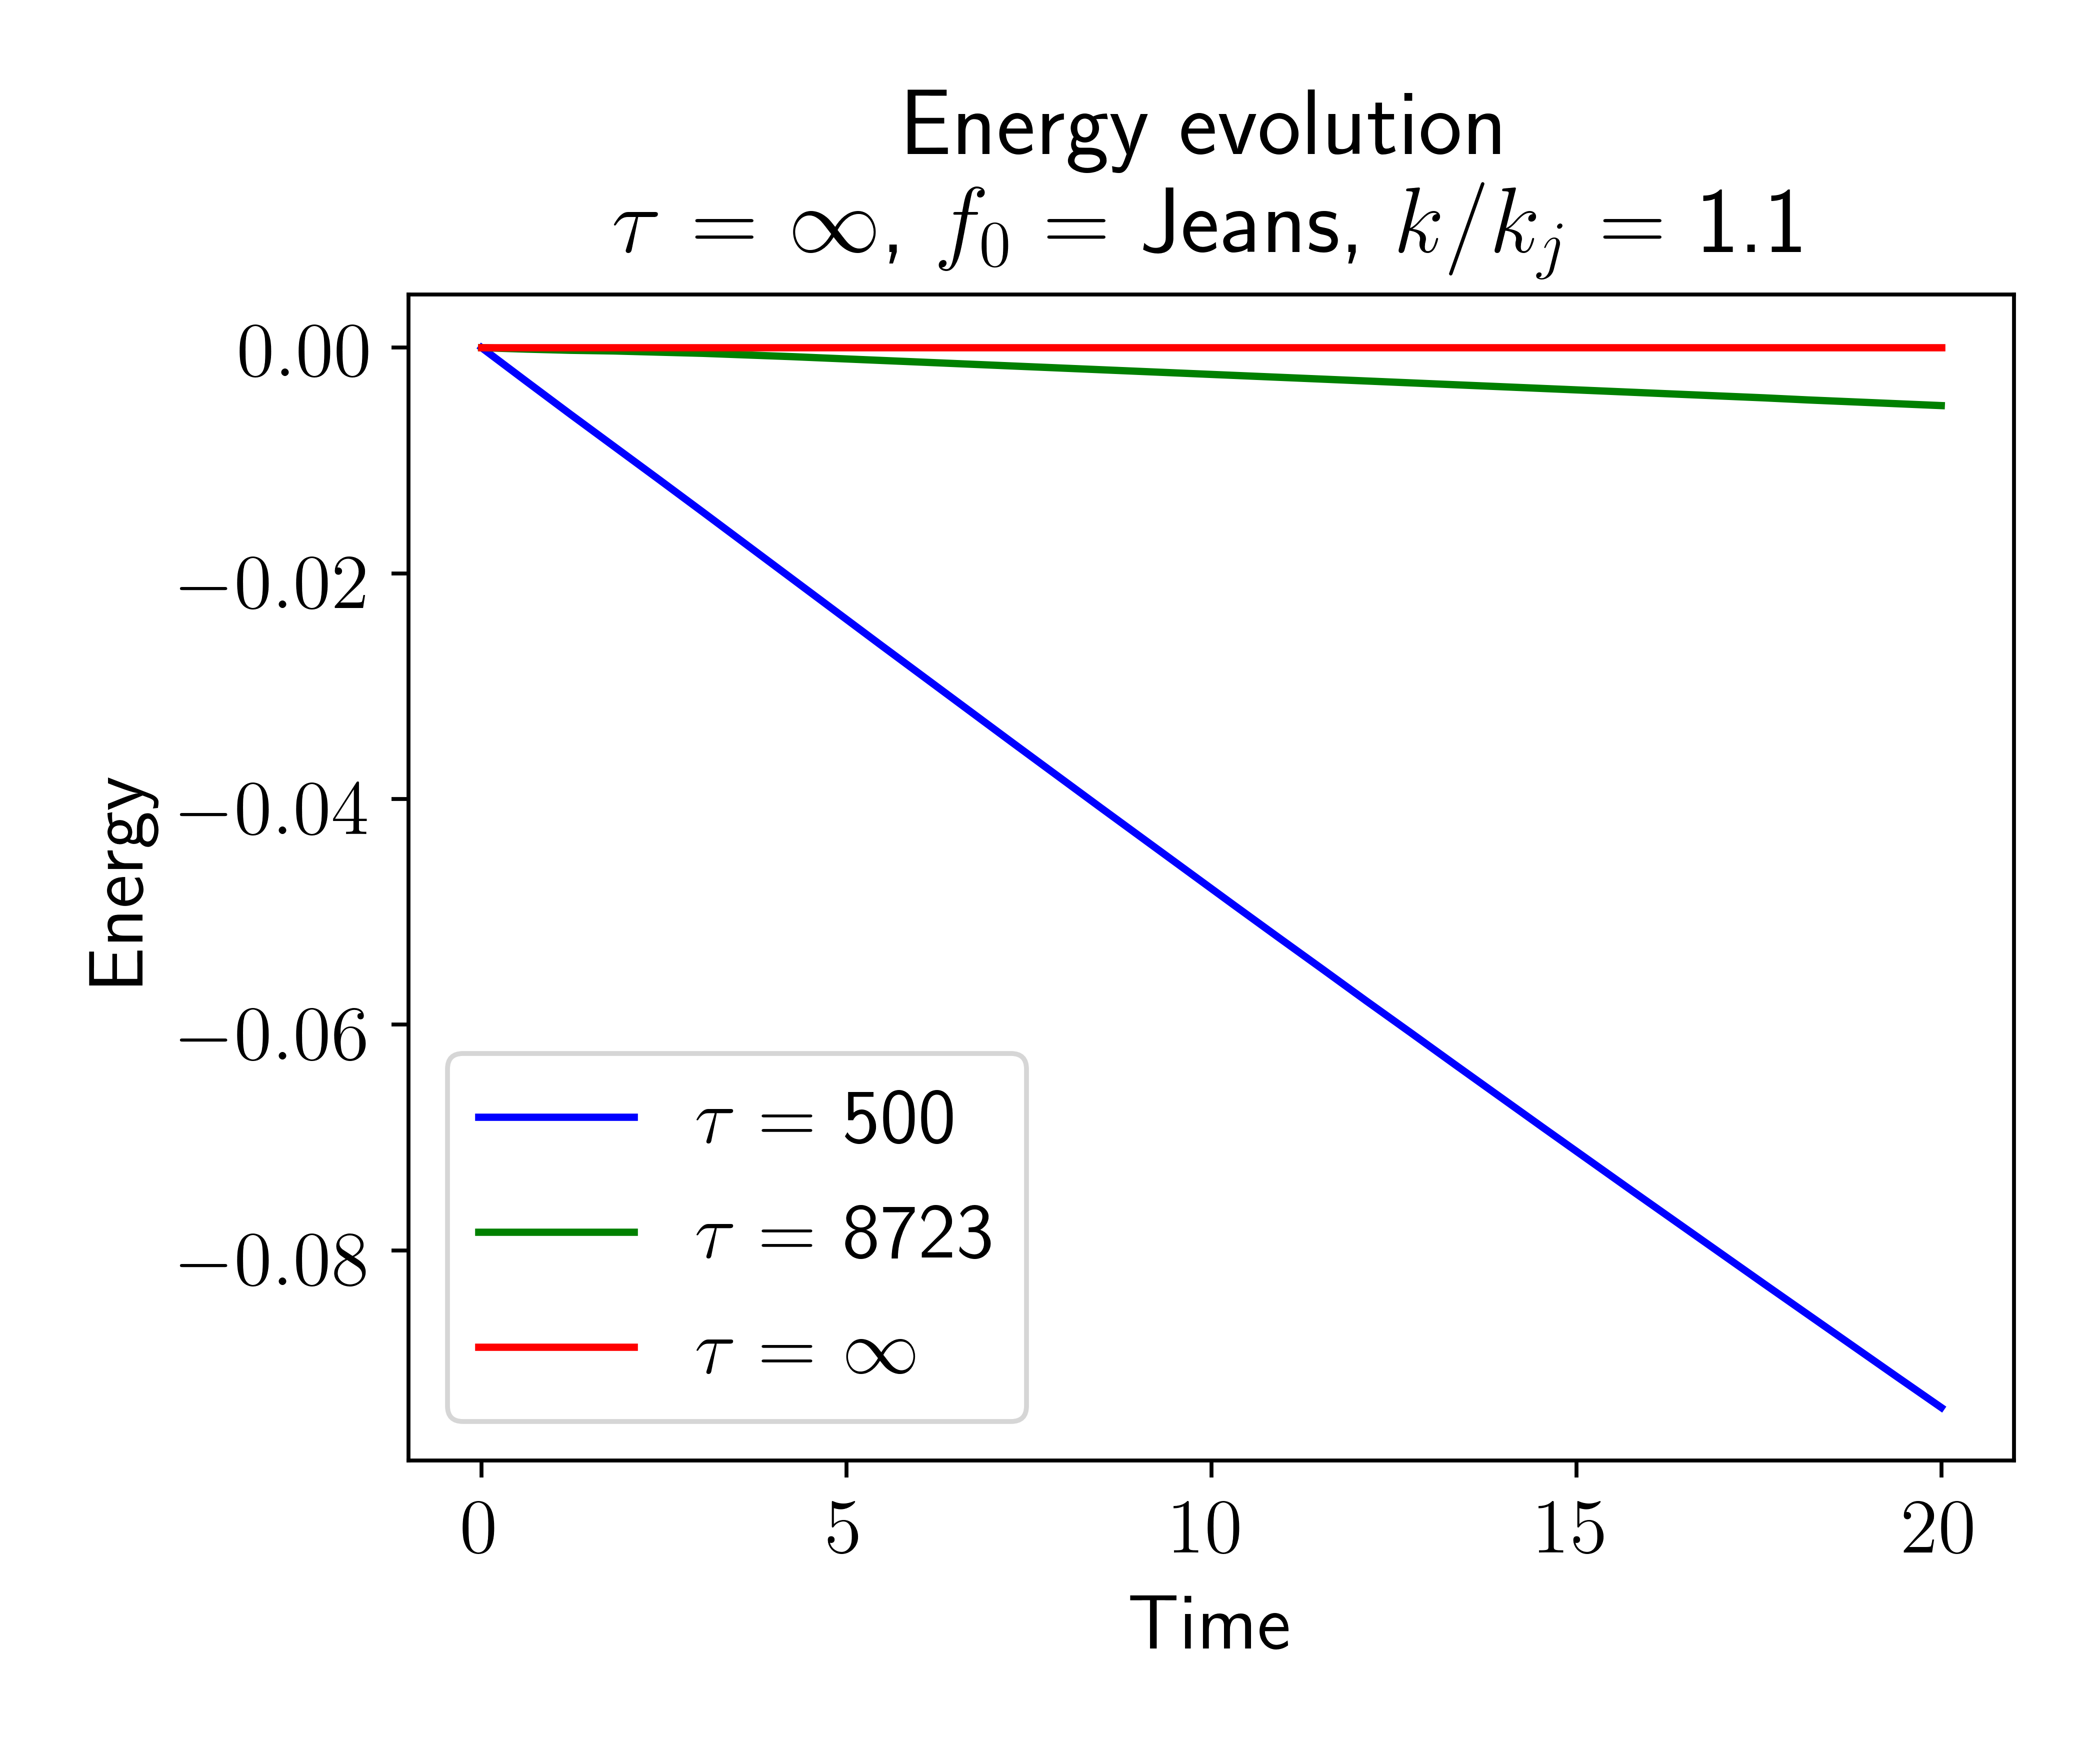 Energy evolution
τ = ∞, f₀ = Jeans, k/kⱼ = 1.1
0.00
−0.02
−0.04
−0.06
−0.08
Energy
τ = 500
τ = 8723
τ = ∞
0 5 10 15 20
Time